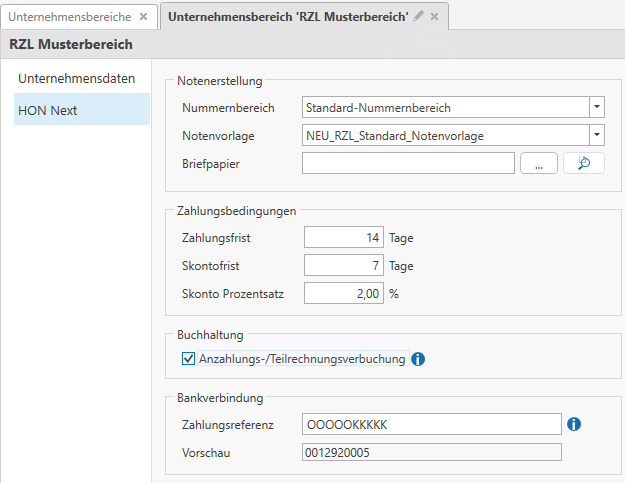 Unternehmensbereiche
Unternehmensbereich 'RZL Musterbereich'
RZL Musterbereich
Unternehmensdaten
HON Next
Notenerstellung
Nummernbereich Standard-Nummernbereich
Notenvorlage NEU_RZL_Standard_Notenvorlage
Briefpapier ...
Zahlungsbedingungen
Zahlungsfrist 14 Tage
Skontofrist 7 Tage
Skonto Prozentsatz 2,00 %
Buchhaltung
Anzahlungs-/Teilrechnungsverbuchung
Bankverbindung
Zahlungsreferenz OOOOOKKKKK
Vorschau 0012920005